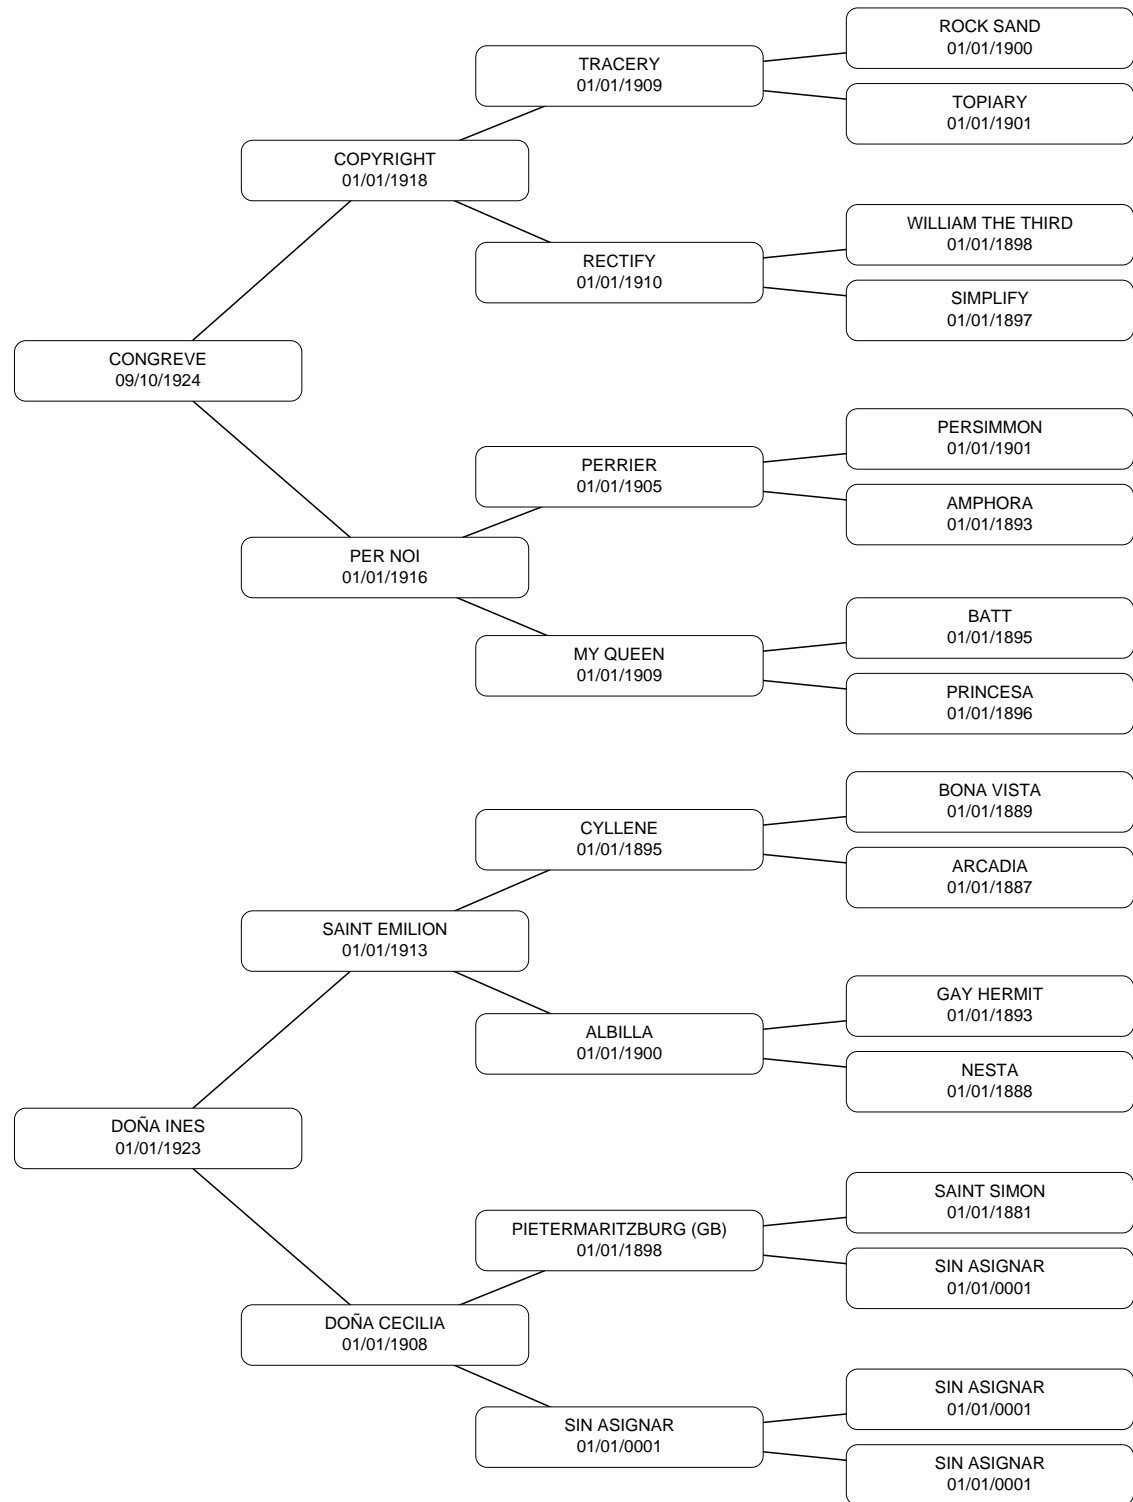 ROCK SAND
01/01/1900
TRACERY
01/01/1909
TOPIARY
01/01/1901
COPYRIGHT
01/01/1918
WILLIAM THE THIRD
01/01/1898
RECTIFY
01/01/1910
SIMPLIFY
01/01/1897
CONGREVE
09/10/1924
PERSIMMON
01/01/1901
PERRIER
01/01/1905
AMPHORA
01/01/1893
PER NOI
01/01/1916
BATT
01/01/1895
MY QUEEN
01/01/1909
PRINCESA
01/01/1896
BONA VISTA
01/01/1889
CYLLENE
01/01/1895
ARCADIA
01/01/1887
SAINT EMILION
01/01/1913
GAY HERMIT
01/01/1893
ALBILLA
01/01/1900
NESTA
01/01/1888
DOÑA INES
01/01/1923
SAINT SIMON
01/01/1881
PIETERMARITZBURG (GB)
01/01/1898
SIN ASIGNAR
01/01/0001
DOÑA CECILIA
01/01/1908
SIN ASIGNAR
01/01/0001
SIN ASIGNAR
01/01/0001
SIN ASIGNAR
01/01/0001